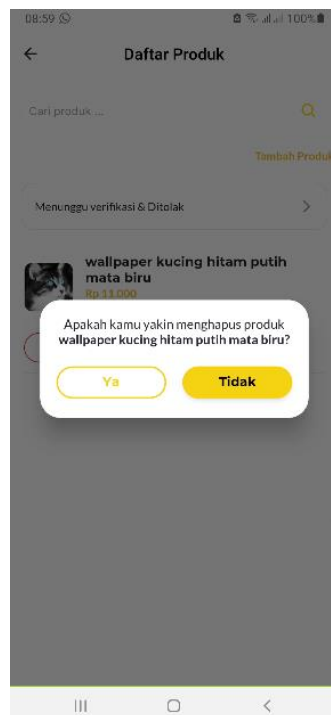 08:59
100%
Daftar Produk
Cari produk ...
Tambah Produk
Menunggu verifikasi & Ditolak
wallpaper kucing hitam putih
mata biru
Rp 11.000
Apakah kamu yakin menghapus produk
wallpaper kucing hitam putih mata biru?
Ya
Tidak